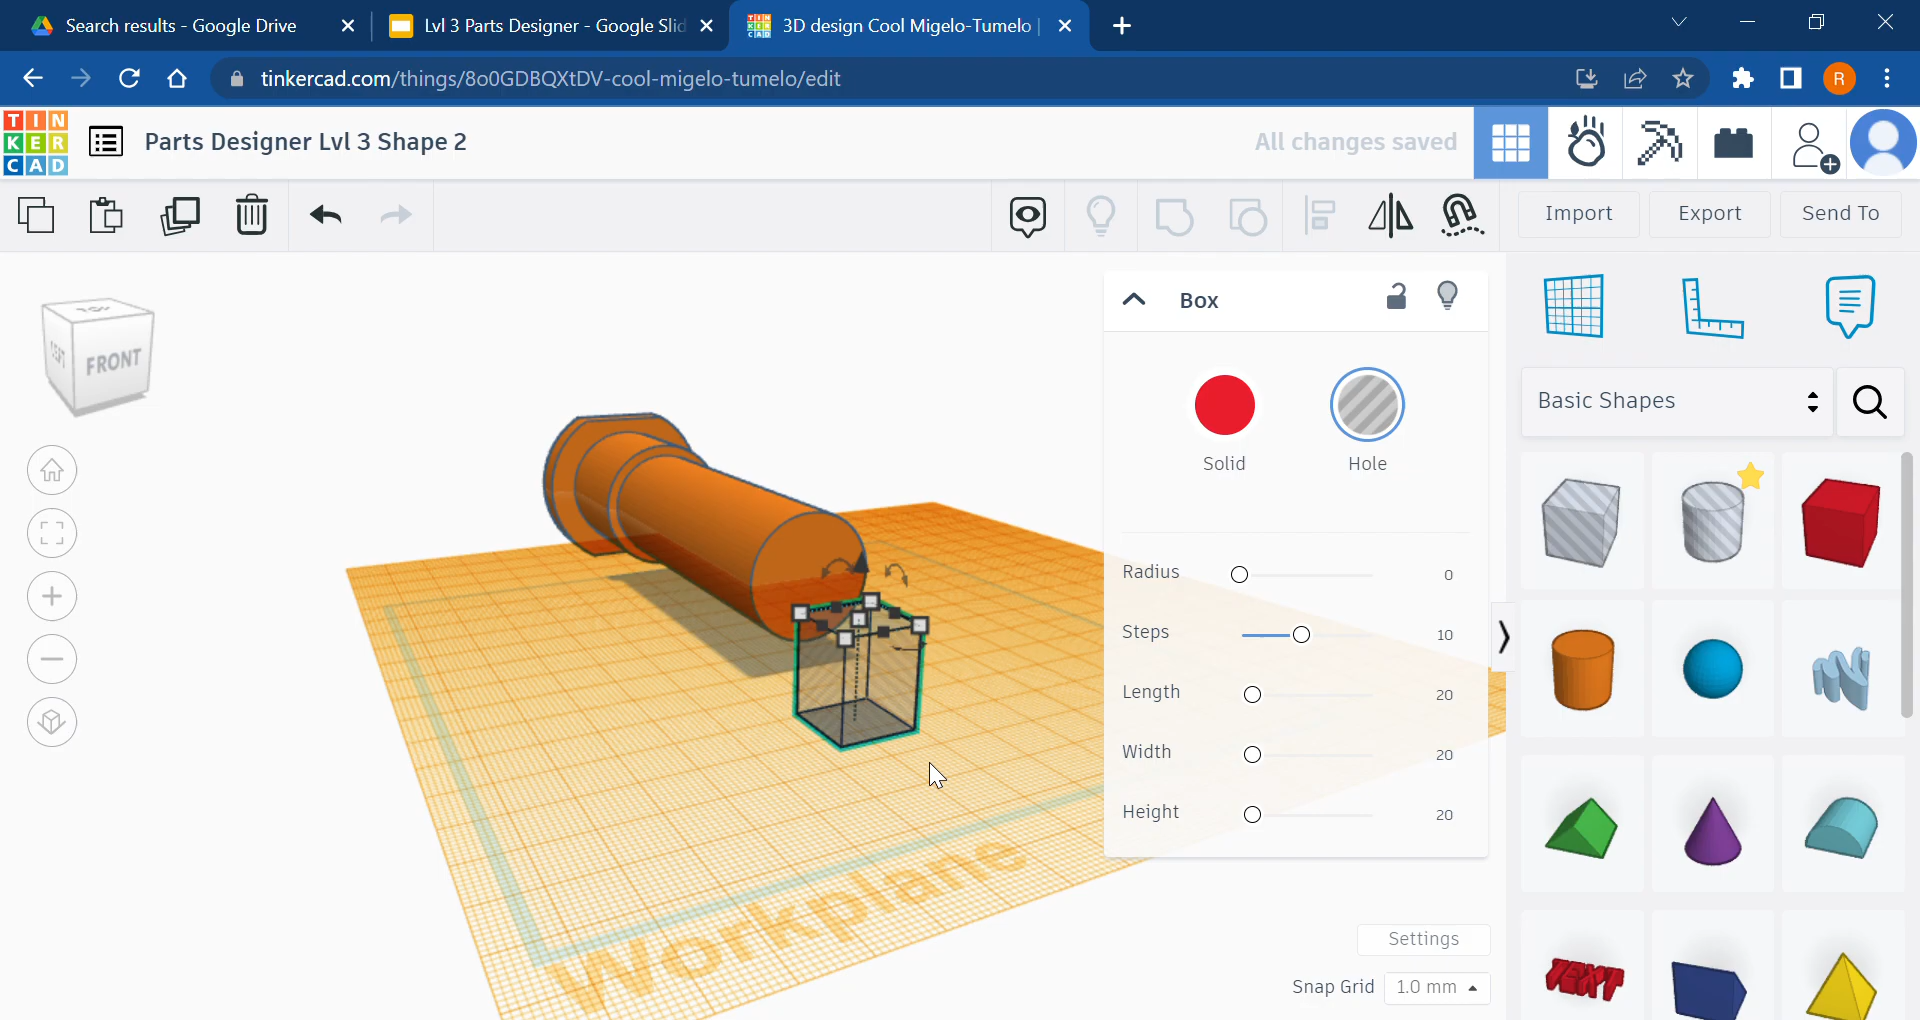 Search results - Google Drive
Lvl 3 Parts Designer - Google Slid
3D design Cool Migelo-Tumelo |
tinkercad.com/things/8o0GDBQXtDV-cool-migelo-tumelo/edit
R
TIN
KER
CAD
Parts Designer Lvl 3 Shape 2
All changes saved
Import
Export
Send To
TOP
LEFT
FRONT
Box
Solid
Hole
Radius 0
Steps 10
Length 20
Width 20
Height 20
Basic Shapes
TEXT
Workplane
Settings
Snap Grid 1.0 mm